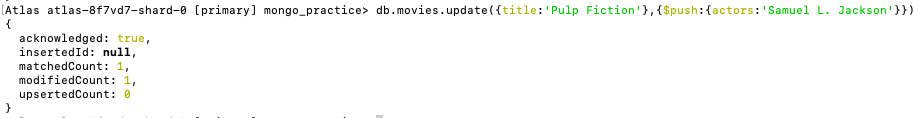 [Atlas atlas-8f7vd7-shard-0 [primary] mongo_practice> db.movies.update({title:'Pulp Fiction'},{$push:{actors:'Samuel L. Jackson'}})
{
  acknowledged: true,
  insertedId: null,
  matchedCount: 1,
  modifiedCount: 1,
  upsertedCount: 0
}